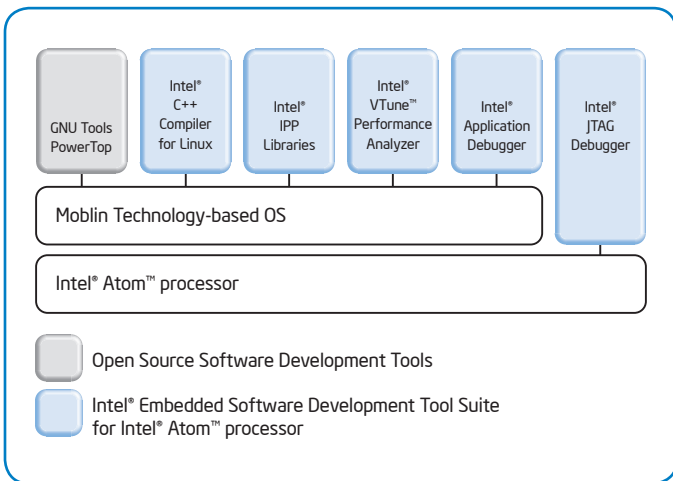 GNU Tools
PowerTop
Intel®
C++
Compiler
for Linux
Intel®
IPP
Libraries
Intel®
VTune™
Performance
Analyzer
Intel®
Application
Debugger
Intel®
JTAG
Debugger
Moblin Technology-based OS
Intel® Atom™ processor
Open Source Software Development Tools
Intel® Embedded Software Development Tool Suite
for Intel® Atom™ processor